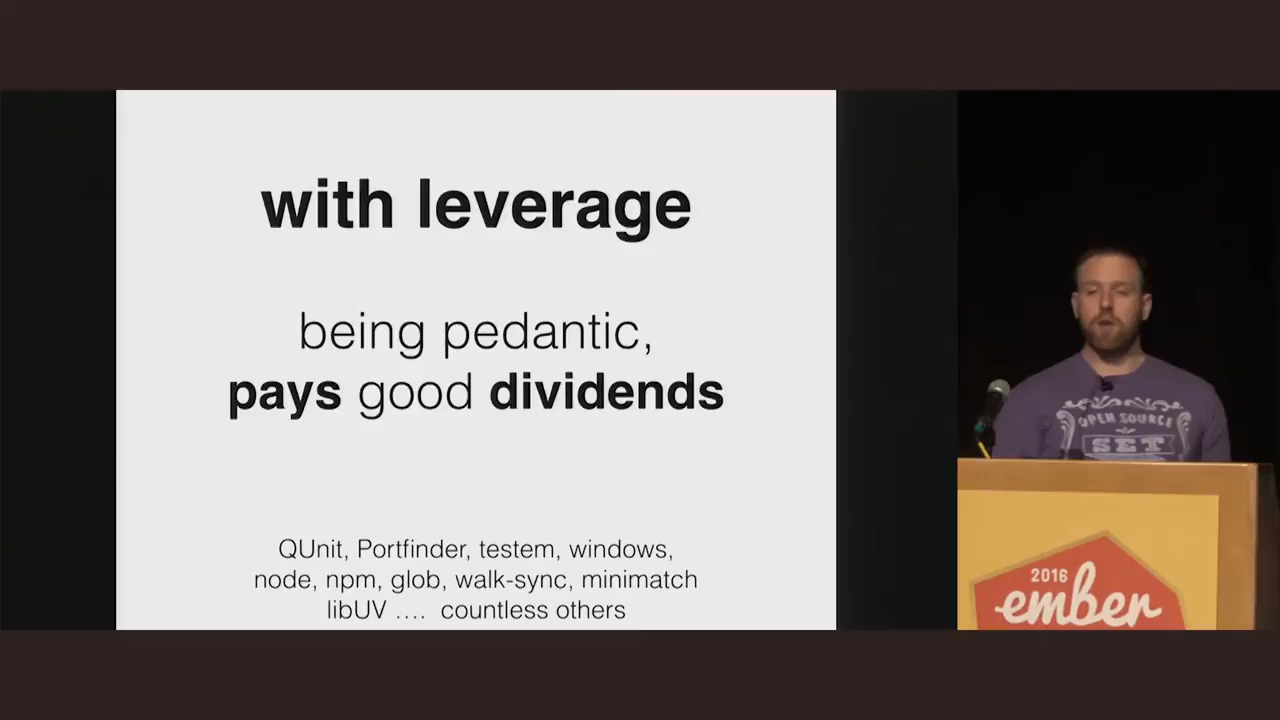 with leverage
being pedantic,
pays good dividends
QUnit, Portfinder, testem, windows,
node, npm, glob, walk-sync, minimatch
libUV .... countless others
OPEN SOURCE
SET
2016
ember